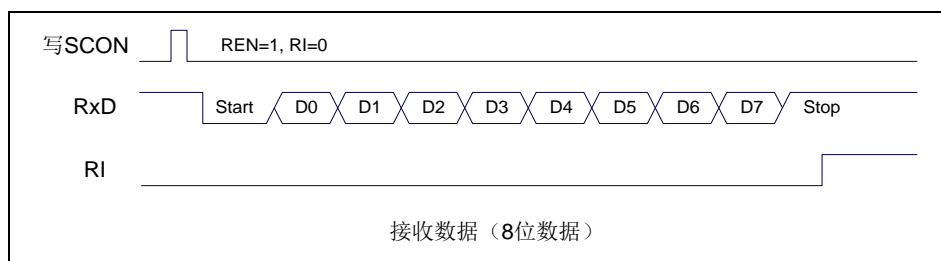 写SCON REN=1, RI=0
RxD Start D0 D1 D2 D3 D4 D5 D6 D7 Stop
RI
接收数据（8位数据）